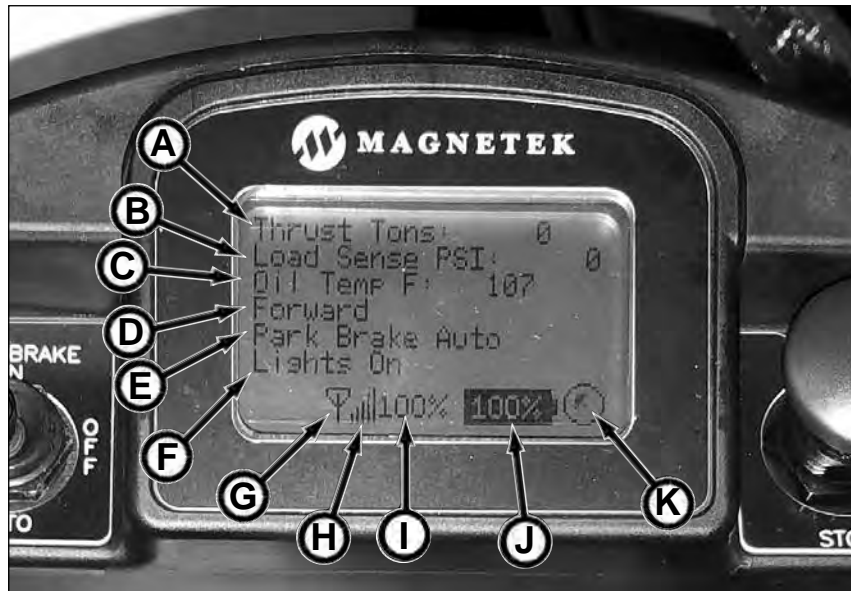 MAGNETEK
A
B
C
D
E
F
Thrust Tons: 0
Load Sense PSI: 0
Oil Temp F: 107
Forward
Park Brake Auto
Lights On
100% 100%
BRAKE
OFF
G
H
I
J
K